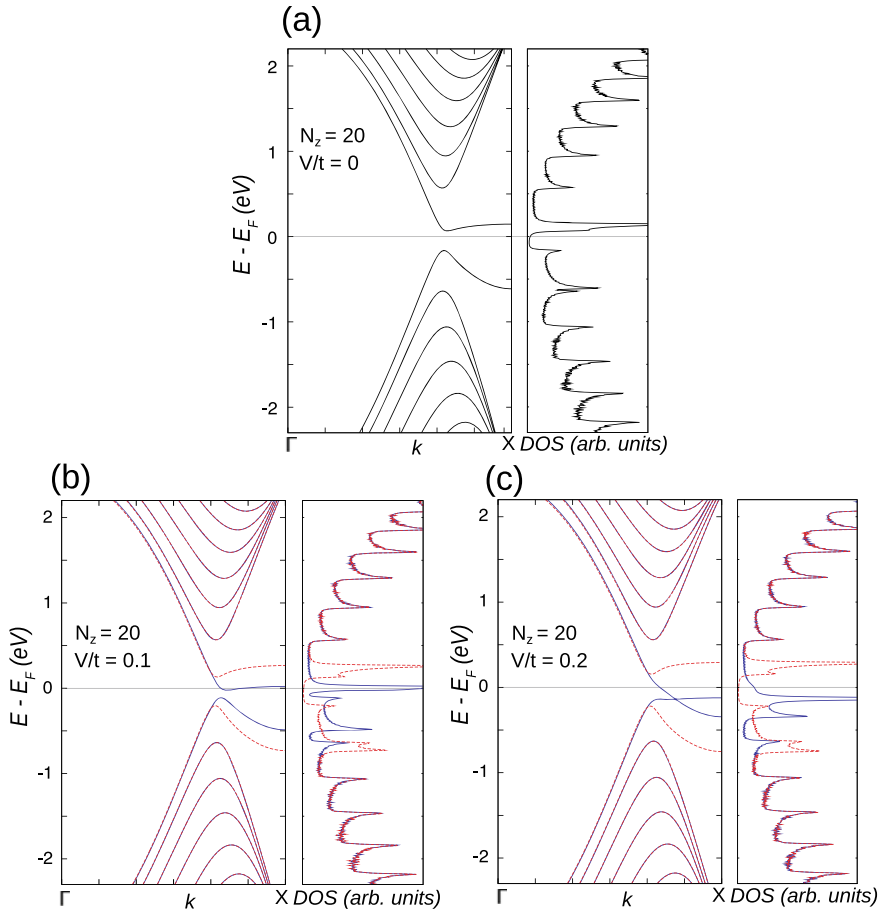 (a)
2
1
0
-1
-2
E - E_F (eV)
N_z = 20
V/t = 0
Γ
k
X
DOS (arb. units)
(b)
2
1
0
-1
-2
E - E_F (eV)
N_z = 20
V/t = 0.1
Γ
k
X
DOS (arb. units)
(c)
2
1
0
-1
-2
E - E_F (eV)
N_z = 20
V/t = 0.2
Γ
k
X
DOS (arb. units)